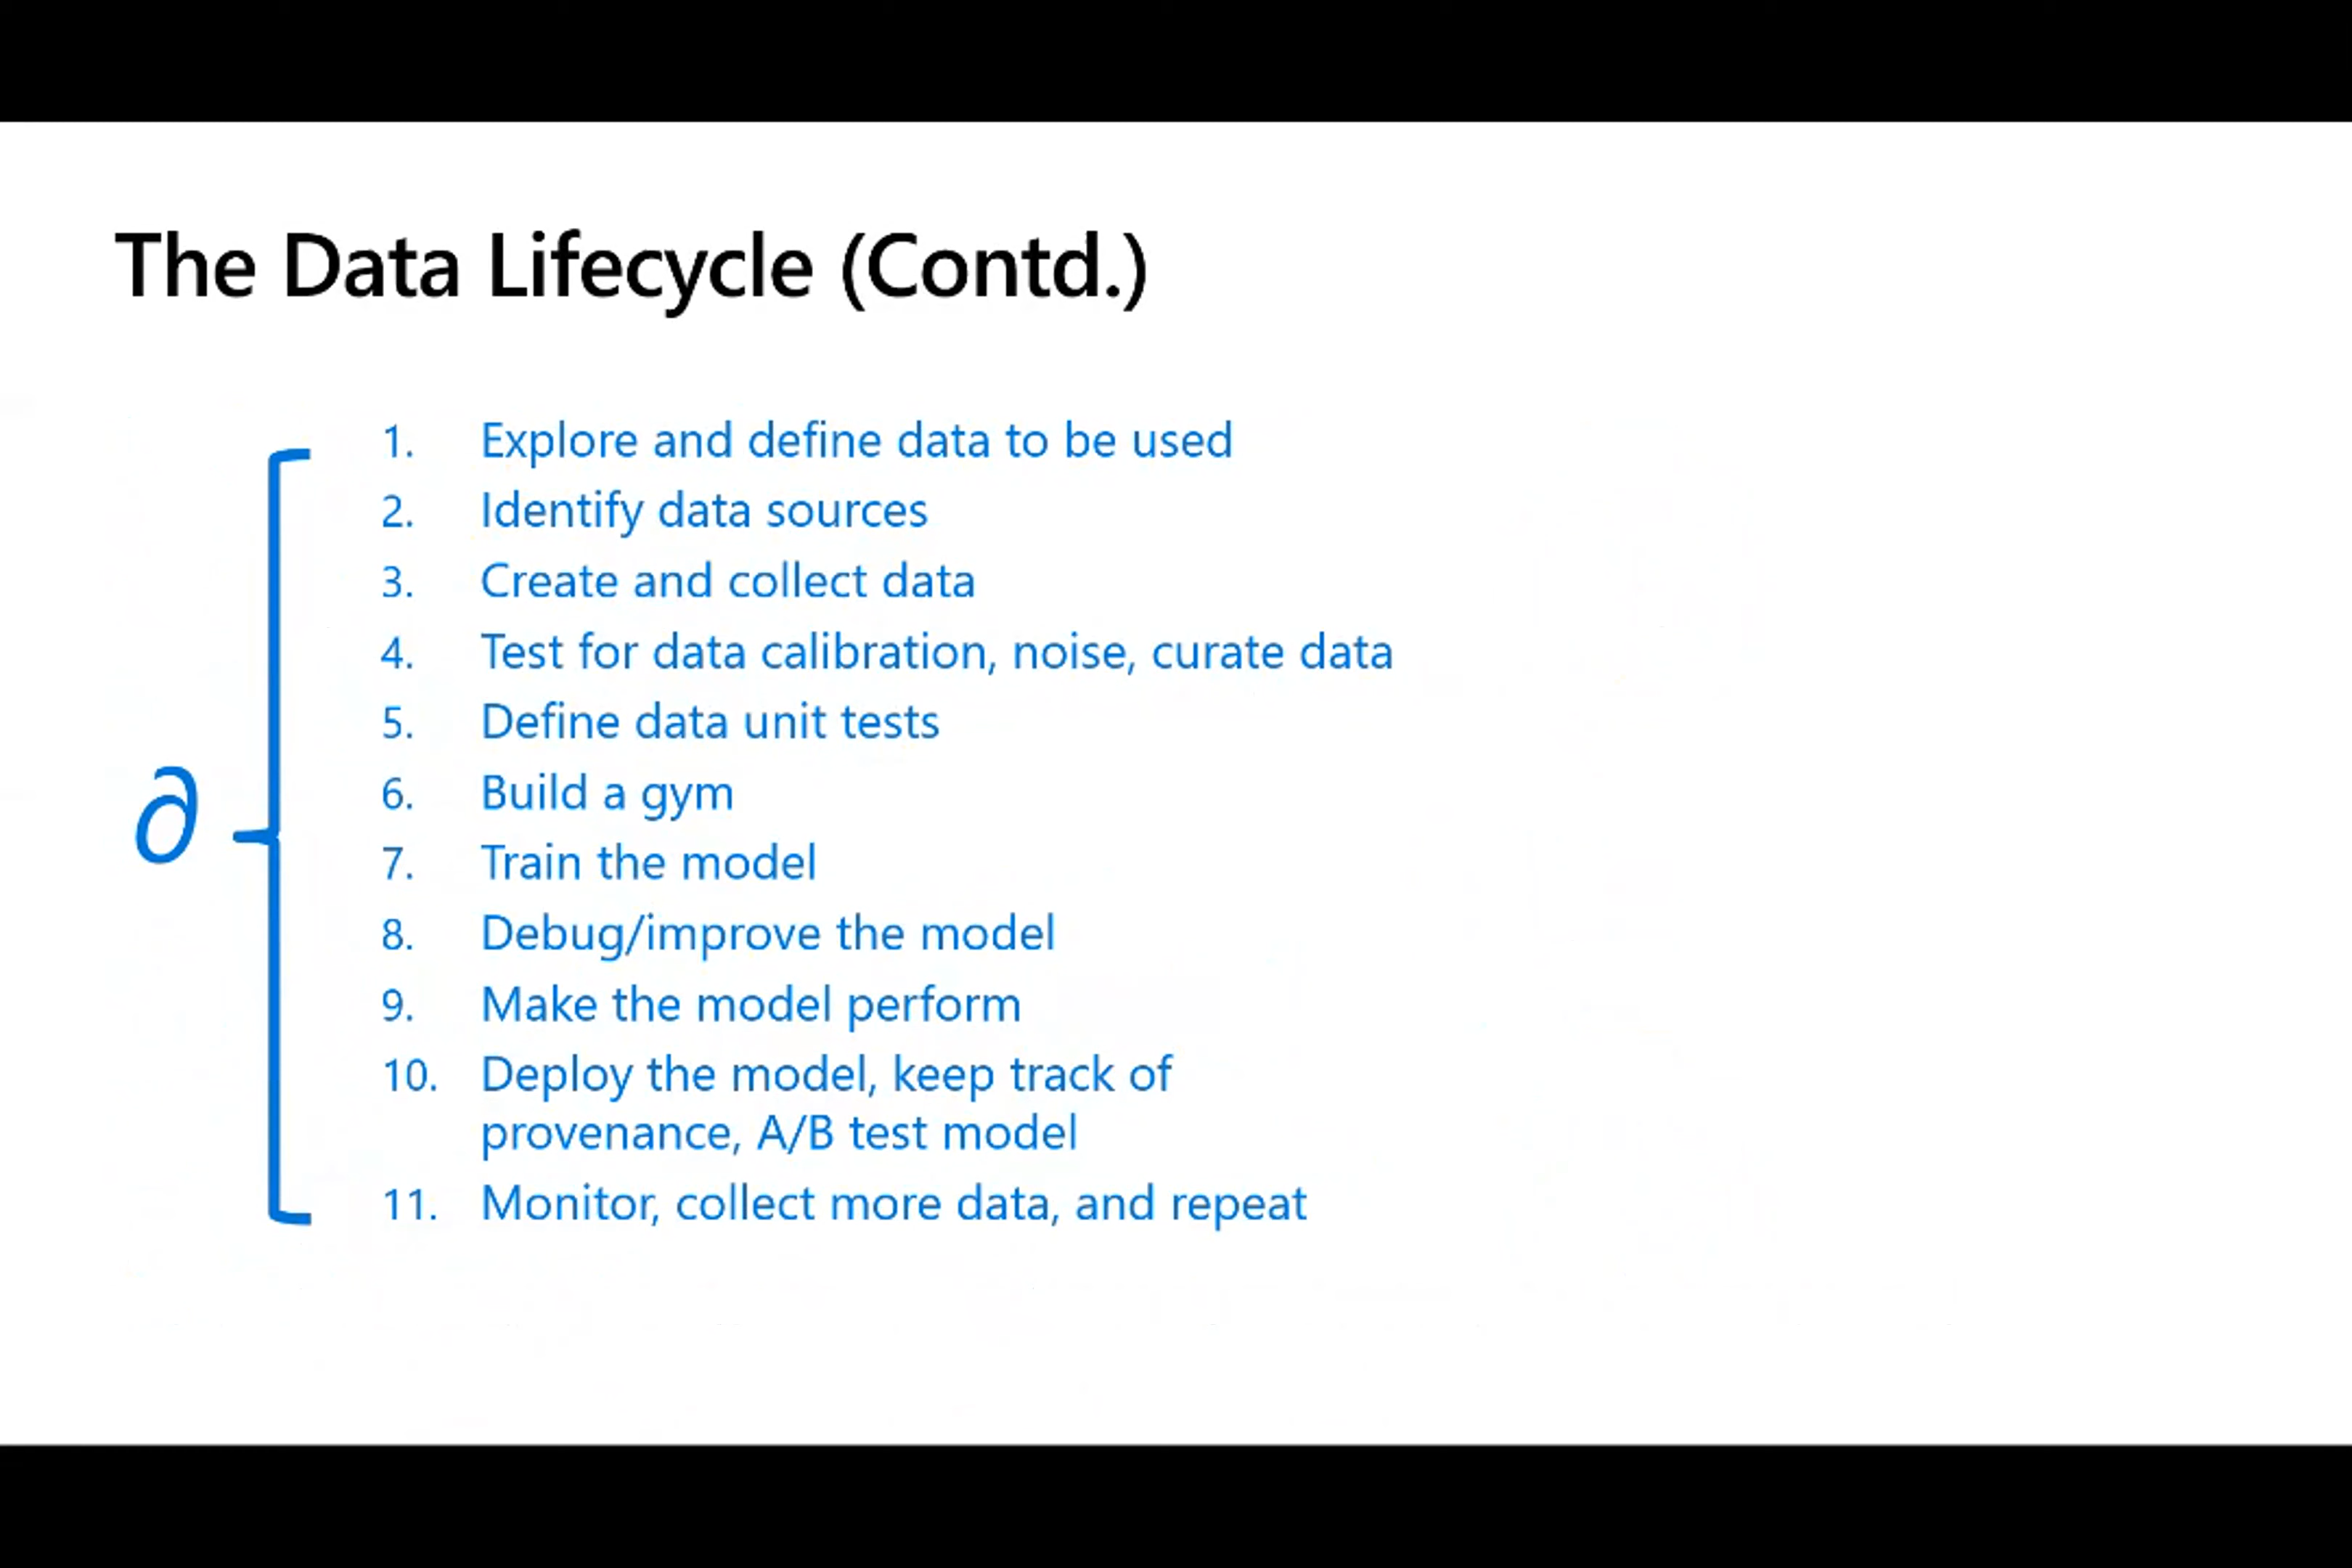 The Data Lifecycle (Contd.)
∂
1. Explore and define data to be used
2. Identify data sources
3. Create and collect data
4. Test for data calibration, noise, curate data
5. Define data unit tests
6. Build a gym
7. Train the model
8. Debug/improve the model
9. Make the model perform
10. Deploy the model, keep track of
provenance, A/B test model
11. Monitor, collect more data, and repeat